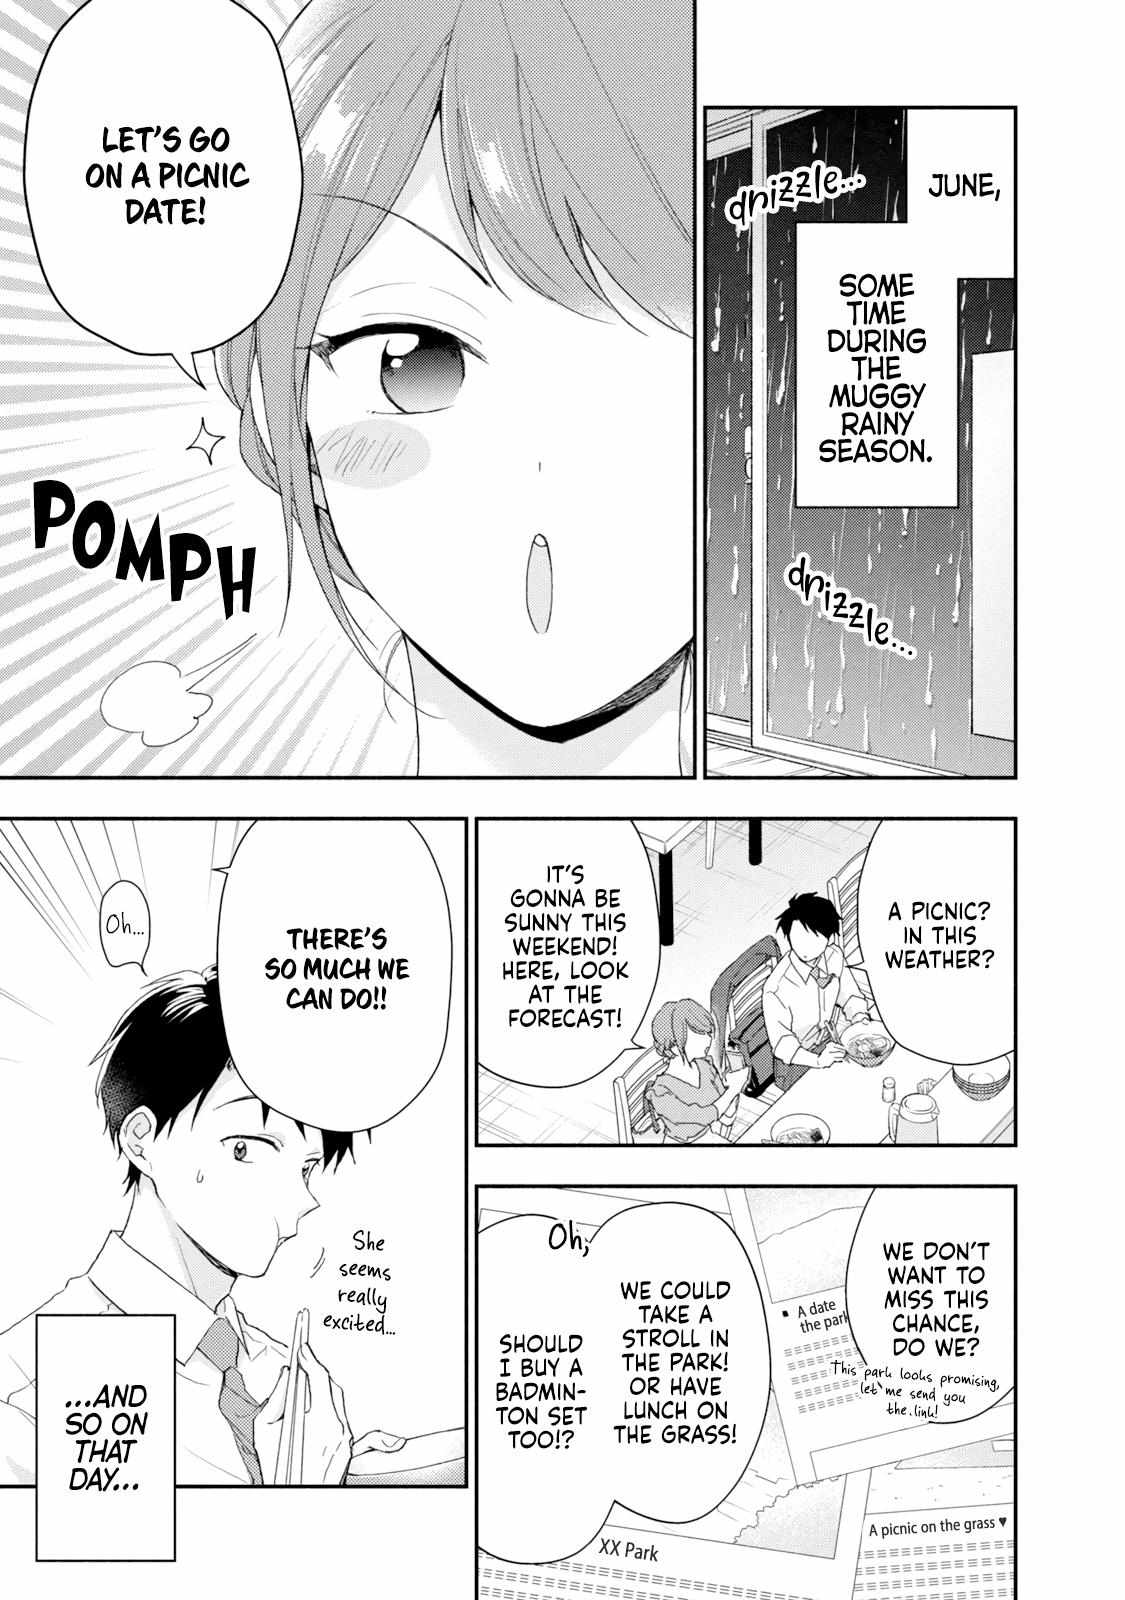 JUNE,
SOME
TIME
DURING
THE
MUGGY
RAINY
SEASON.
drizzle...
drizzle...
LET'S GO
ON A PICNIC
DATE!
POMPH
A PICNIC?
IN THIS
WEATHER?
IT'S
GONNA BE
SUNNY THIS
WEEKEND!
HERE, LOOK
AT THE
FORECAST!
WE DON'T
WANT TO
MISS THIS
CHANCE,
DO WE?
This park looks promising,
let me send you
the link!
A date
the park
WE COULD
TAKE A
STROLL IN
THE PARK!
OR HAVE
LUNCH ON
THE GRASS!
Oh,
SHOULD
I BUY A
BADMIN-
TON SET
TOO!?
A picnic on the grass ♥
XX Park
THERE'S
SO MUCH WE
CAN DO!!
Oh...
She
seems
really
excited...
...AND
SO ON
THAT
DAY...